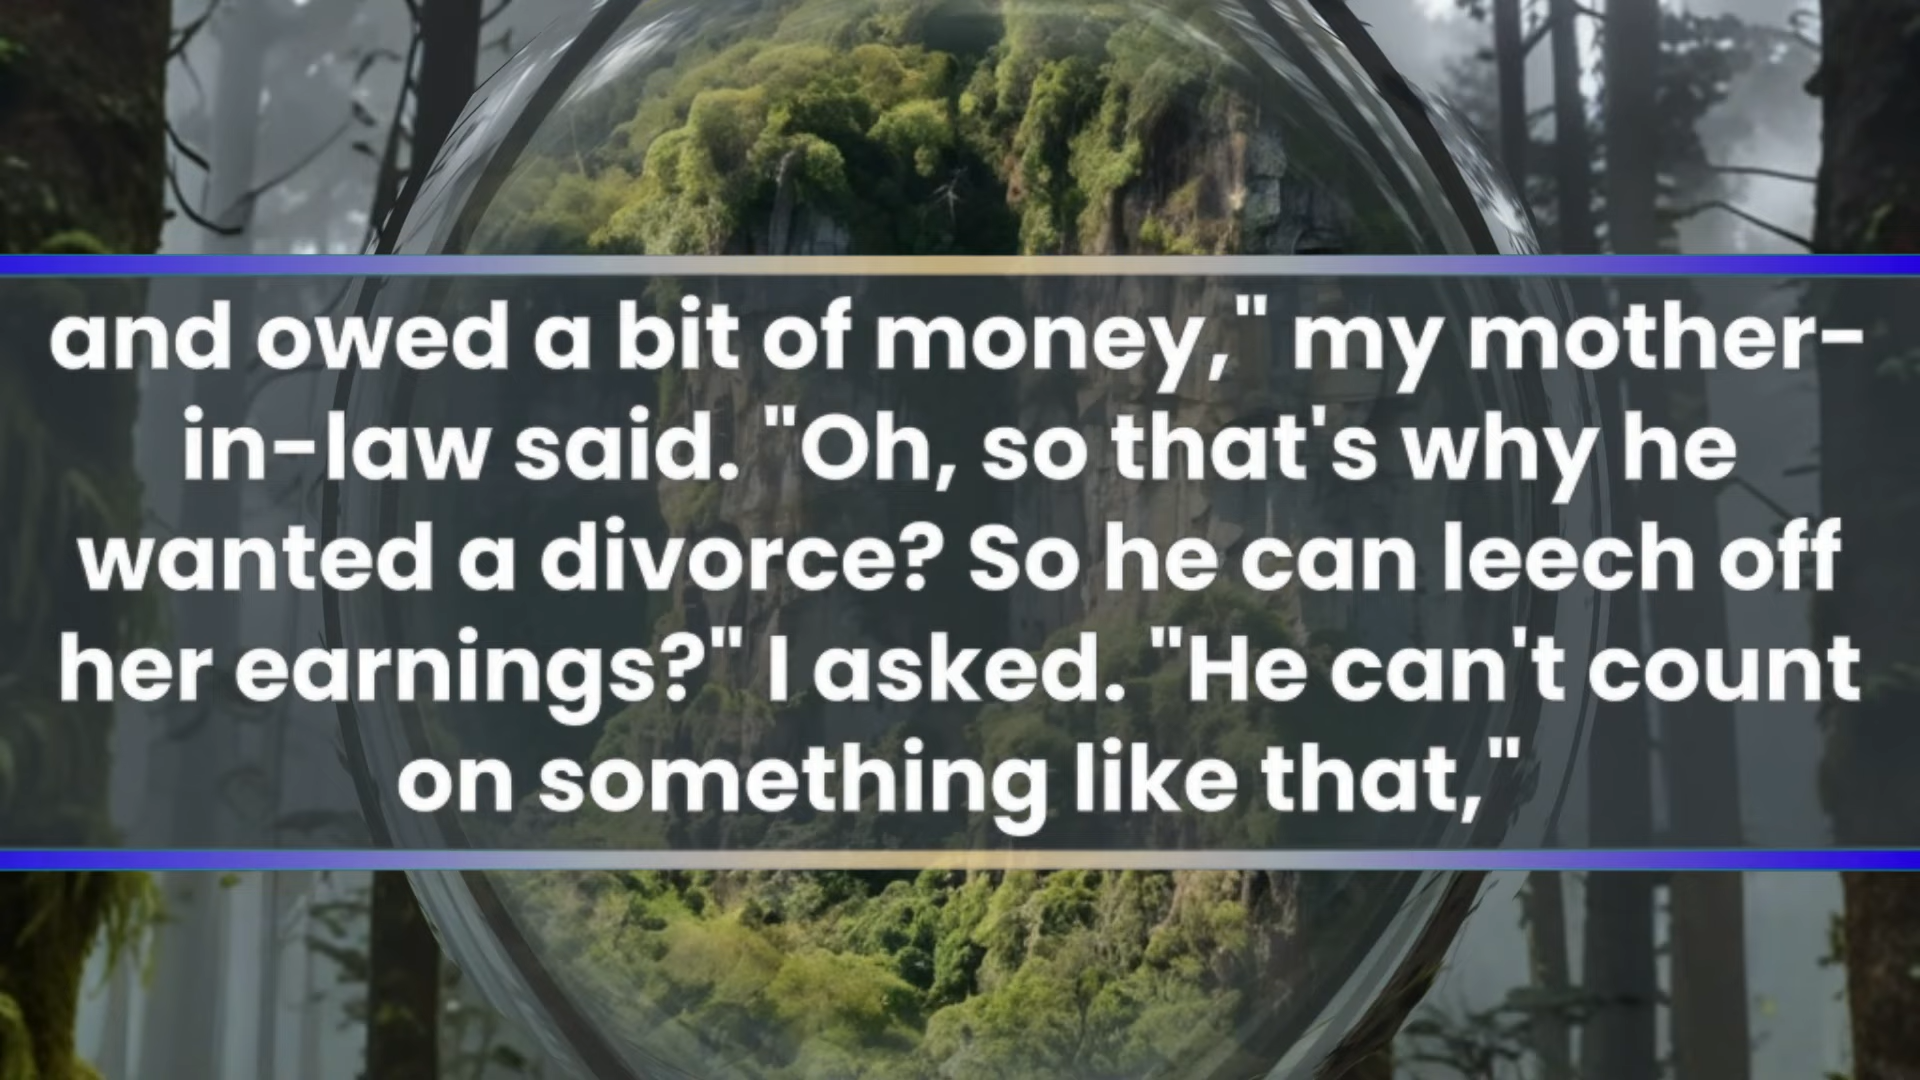 and owed a bit of money," my mother-
in-law said. "Oh, so that's why he
wanted a divorce? So he can leech off
her earnings?" I asked. "He can't count
on something like that,"